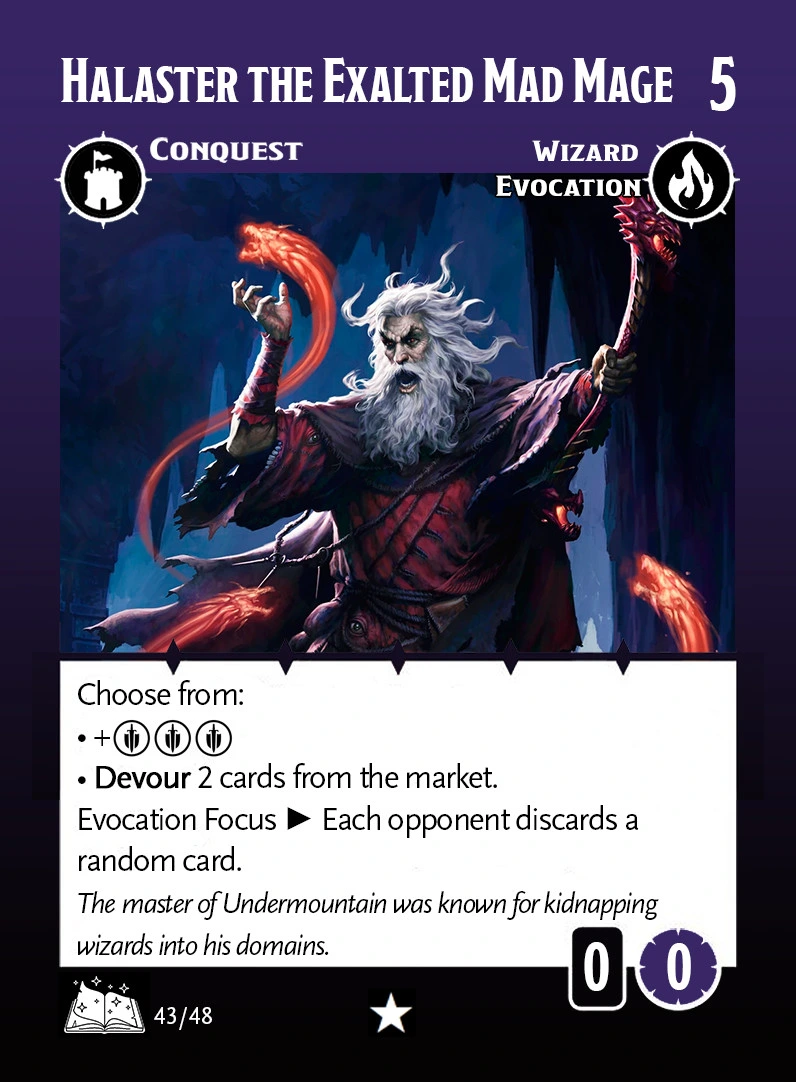 Halaster the Exalted Mad Mage 5
Conquest
Wizard
Evocation
Choose from:
• +
• Devour 2 cards from the market.
Evocation Focus ► Each opponent discards a
random card.
The master of Undermountain was known for kidnapping
wizards into his domains.
0 0
43/48